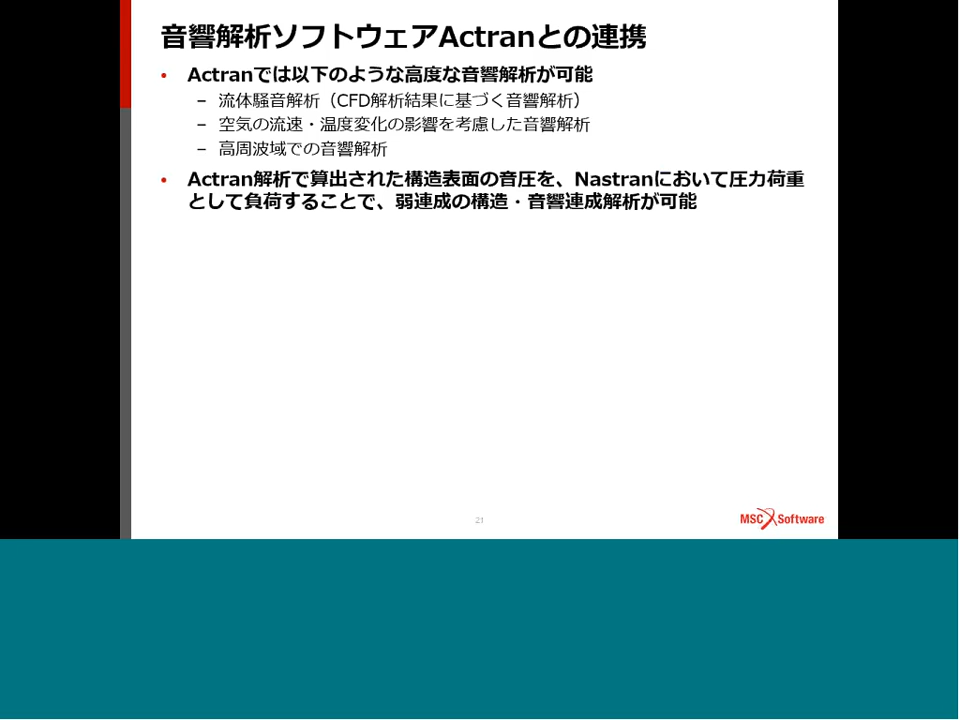 音響解析ソフトウェアActranとの連携
• Actranでは以下のような高度な音響解析が可能
– 流体騒音解析（CFD解析結果に基づく音響解析）
– 空気の流速・温度変化の影響を考慮した音響解析
– 高周波域での音響解析
• Actran解析で算出された構造表面の音圧を、Nastranにおいて圧力荷重
として負荷することで、弱連成の構造・音響連成解析が可能
21
MSC Software